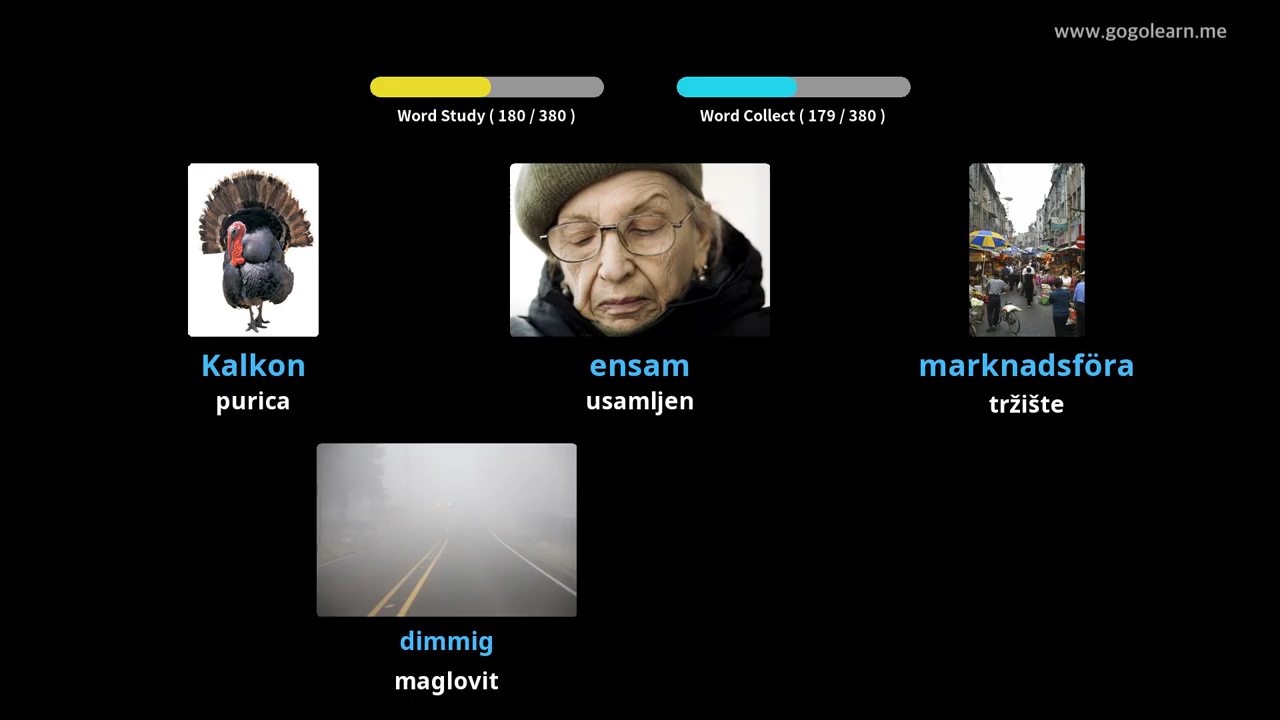 www.gogolearn.me
Word Study ( 180 / 380 )
Word Collect ( 179 / 380 )
Kalkon
purica
ensam
usamljen
marknadsföra
tržište
dimmig
maglovit